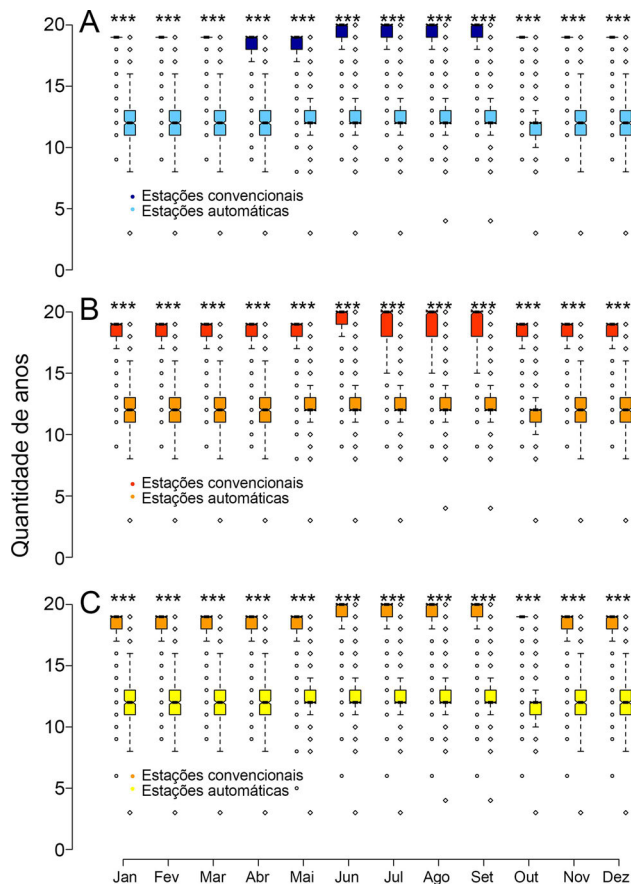 A
*** *** *** *** *** *** *** *** *** *** *** ***
20
15
10
5
0
Estações convencionais
Estações automáticas
B
*** *** *** *** *** *** *** *** *** *** *** ***
20
15
10
5
0
Estações convencionais
Estações automáticas
Quantidade de anos
C
*** *** *** *** *** *** *** *** *** *** *** ***
20
15
10
5
0
Estações convencionais
Estações automáticas
Jan Fev Mar Abr Mai Jun Jul Ago Set Out Nov Dez